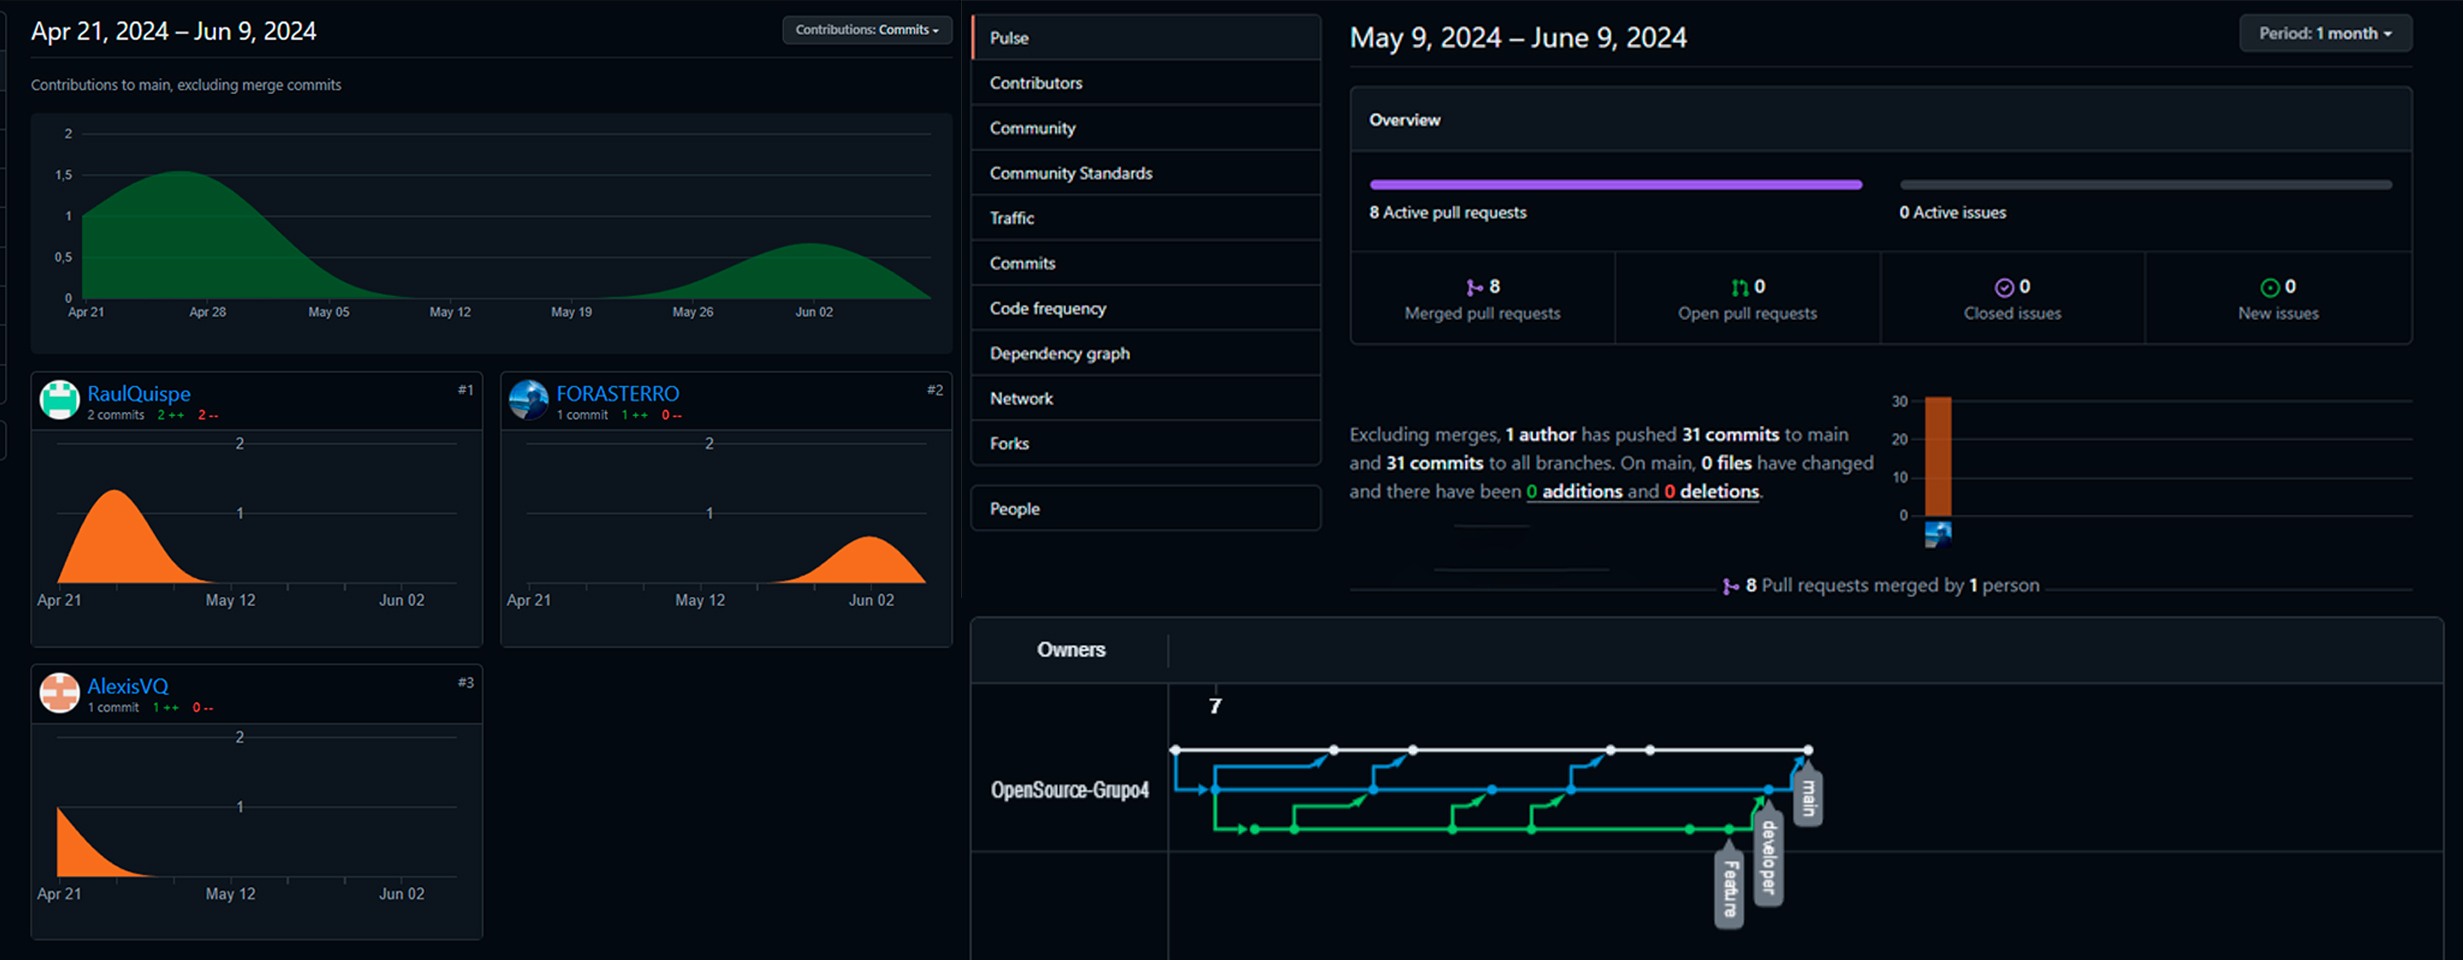 Apr 21, 2024 – Jun 9, 2024
Contributions: Commits
Contributions to main, excluding merge commits
2
1,5
1
0,5
0
Apr 21 Apr 28 May 05 May 12 May 19 May 26 Jun 02
RaulQuispe #1
2 commits 2 ++ 2 --
2
1
Apr 21 May 12 Jun 02
FORASTERRO #2
1 commit 1 ++ 0 --
2
1
Apr 21 May 12 Jun 02
AlexisVQ #3
1 commit 1 ++ 0 --
2
1
Apr 21 May 12 Jun 02
Pulse
Contributors
Community
Community Standards
Traffic
Commits
Code frequency
Dependency graph
Network
Forks
People
May 9, 2024 – June 9, 2024
Period: 1 month
Overview
8 Active pull requests
0 Active issues
8
Merged pull requests
0
Open pull requests
0
Closed issues
0
New issues
Excluding merges, 1 author has pushed 31 commits to main
and 31 commits to all branches. On main, 0 files have changed
and there have been 0 additions and 0 deletions.
30
20
10
0
8 Pull requests merged by 1 person
Owners
7
OpenSource-Grupo4
main
developer
Feature